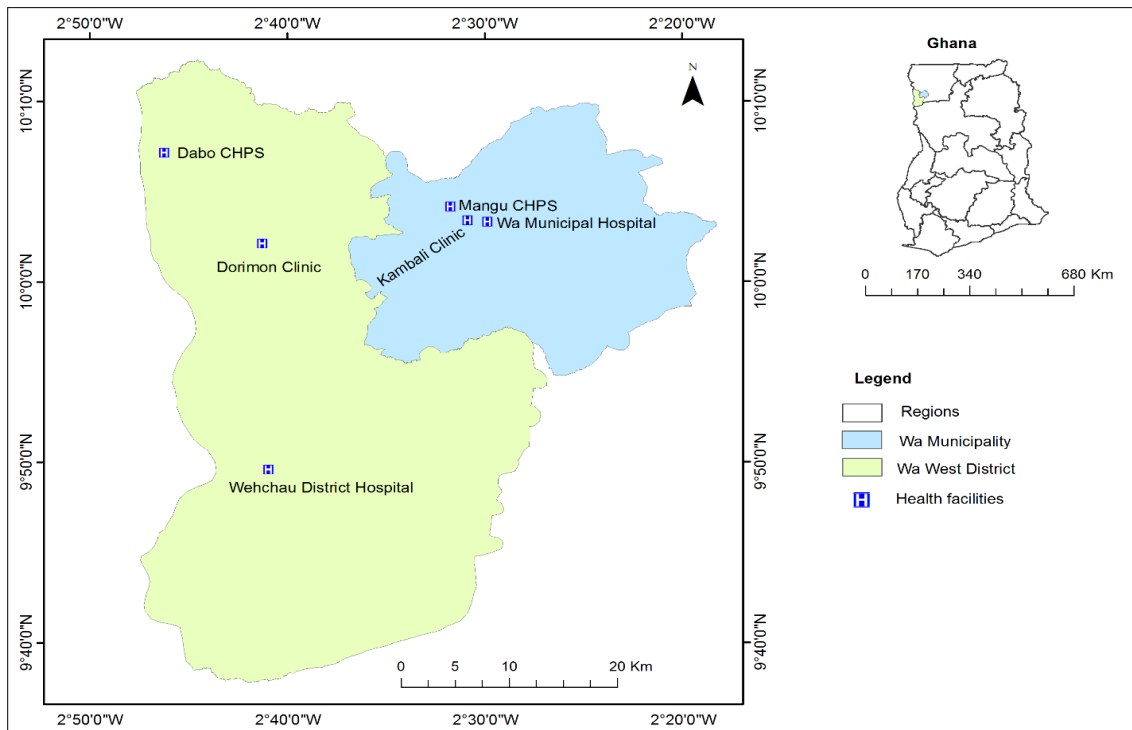 2°50'0"W 2°40'0"W 2°30'0"W 2°20'0"W
10°10'0"N
10°0'0"N
9°50'0"N
9°40'0"N
N
Dabo CHPS
Mangu CHPS
Wa Municipal Hospital
Kambali Clinic
Dorimon Clinic
Wehchau District Hospital
0 5 10 20 Km
10°10'0"N
10°0'0"N
9°50'0"N
9°40'0"N
2°50'0"W 2°40'0"W 2°30'0"W 2°20'0"W
Ghana
0 170 340 680 Km
Legend
Regions
Wa Municipality
Wa West District
H Health facilities